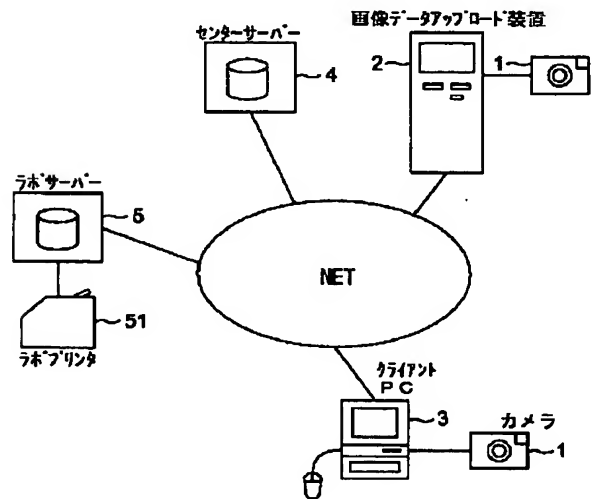 画像データアップロード装置
センターサーバー
4
2
1
ラボサーバー
5
NET
51
ラボプリンタ
クライアント
PC
3
カメラ
1